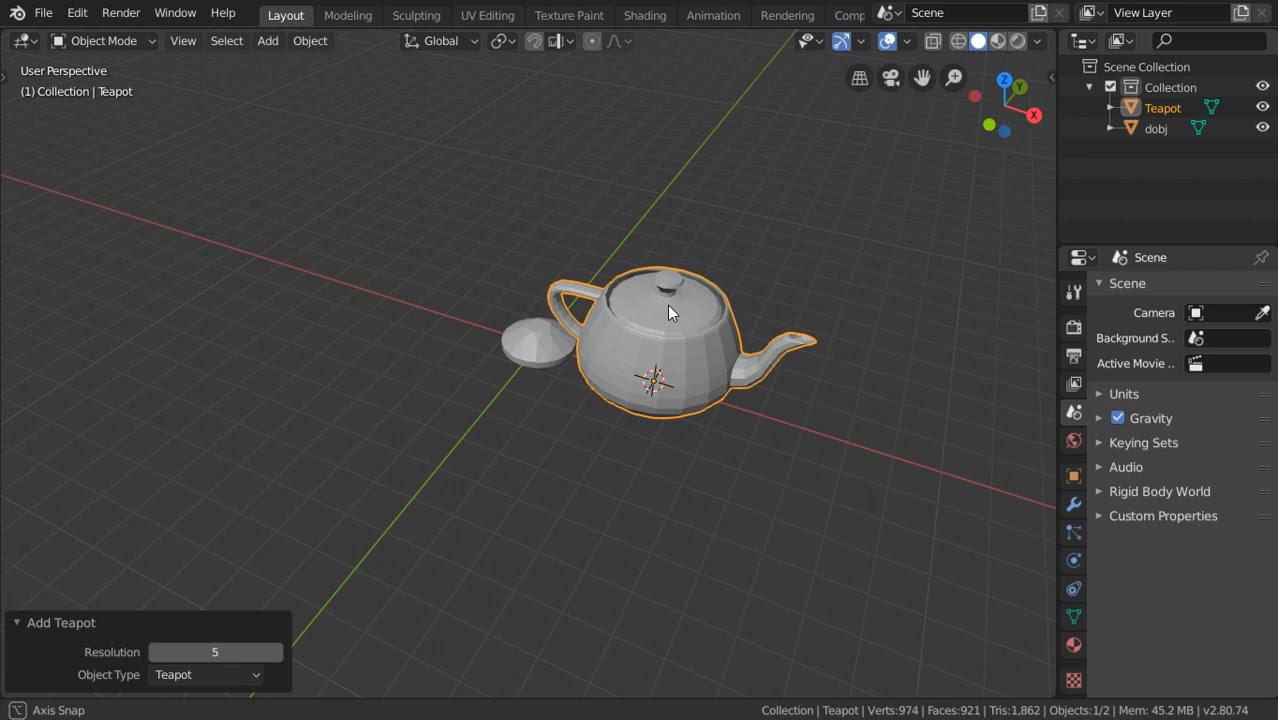 File Edit Render Window Help Layout Modeling Sculpting UV Editing Texture Paint Shading Animation Rendering Comp Scene View Layer
Object Mode View Select Add Object Global
User Perspective
(1) Collection | Teapot
Z
Y
X
Scene Collection
Collection
Teapot
dobj
Scene
Scene
Camera
Background S..
Active Movie ..
Units
Gravity
Keying Sets
Audio
Rigid Body World
Custom Properties
Add Teapot
Resolution 5
Object Type Teapot
Axis Snap Collection | Teapot | Verts:974 | Faces:921 | Tris:1,862 | Objects:1/2 | Mem: 45.2 MB | v2.80.74